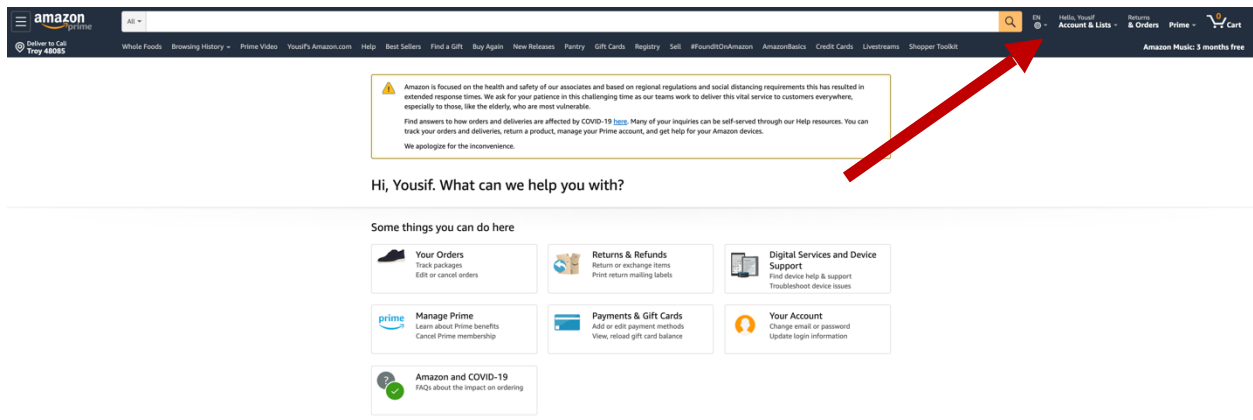 amazon
prime
All
EN
Hello, Yousif
Account & Lists
Returns
& Orders
Prime
0
Cart
Deliver to Cali
Troy 48085
Whole Foods Browsing History Prime Video Yousif's Amazon.com Help Best Sellers Find a Gift Buy Again New Releases Pantry Gift Cards Registry Sell #FounditOnAmazon AmazonBasics Credit Cards Livestreams Shopper Toolkit
Amazon Music: 3 months free
Amazon is focused on the health and safety of our associates and based on regional regulations and social distancing requirements this has resulted in
extended response times. We ask for your patience in this challenging time as our teams work to deliver this vital service to customers everywhere,
especially to those, like the elderly, who are most vulnerable.
Find answers to how orders and deliveries are affected by COVID-19 here. Many of your inquiries can be self-served through our Help resources. You can
track your orders and deliveries, return a product, manage your Prime account, and get help for your Amazon devices.
We apologize for the inconvenience.
Hi, Yousif. What can we help you with?
Some things you can do here
Your Orders
Track packages
Edit or cancel orders
Returns & Refunds
Return or exchange items
Print return mailing labels
Digital Services and Device
Support
Find device help & support
Troubleshoot device issues
prime
Manage Prime
Learn about Prime benefits
Cancel Prime membership
Payments & Gift Cards
Add or edit payment methods
View, reload gift card balance
Your Account
Change email or password
Update login information
?
Amazon and COVID-19
FAQs about the impact on ordering